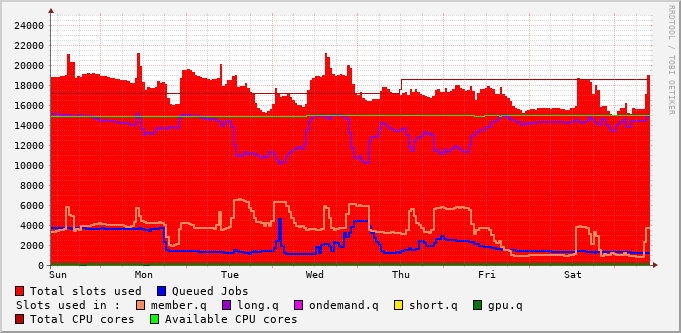 RRDTOOL / TOBI OETIKER
24000
22000
20000
18000
16000
14000
12000
10000
8000
6000
4000
2000
0
Sun Mon Tue Wed Thu Fri Sat
Total slots used Queued Jobs
Slots used in : member.q long.q ondemand.q short.q gpu.q
Total CPU cores Available CPU cores